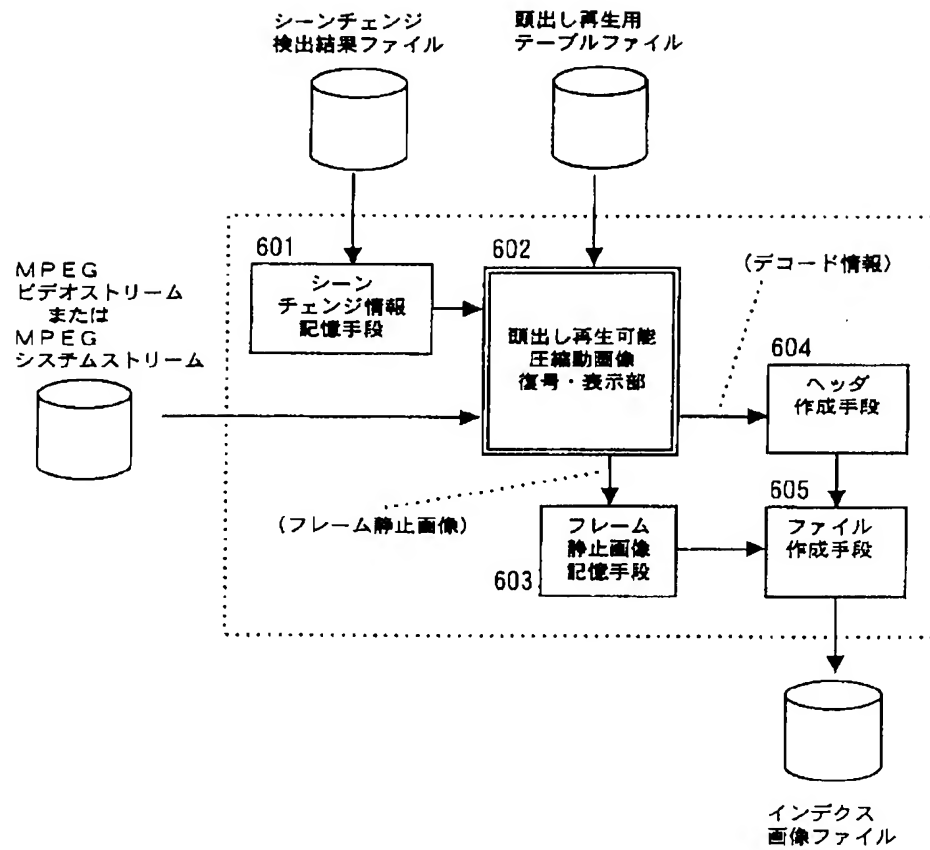 シーンチェンジ
検出結果ファイル
頭出し再生用
テーブルファイル
601
シーン
チェンジ情報
記憶手段
602
頭出し再生可能
圧縮動画像
復号・表示部
(デコード情報)
MPEG
ビデオストリーム
または
MPEG
システムストリーム
604
ヘッダ
作成手段
(フレーム静止画像)
603
フレーム
静止画像
記憶手段
605
ファイル
作成手段
インデクス
画像ファイル